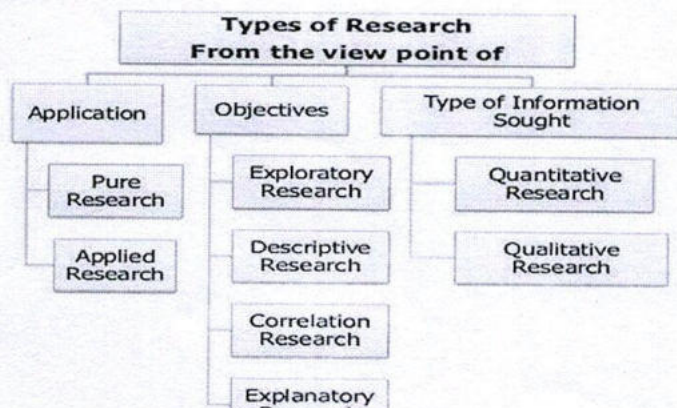 Types of Research
From the view point of
Application
Objectives
Type of Information
Sought
Pure
Research
Applied
Research
Exploratory
Research
Descriptive
Research
Correlation
Research
Explanatory
Quantitative
Research
Qualitative
Research